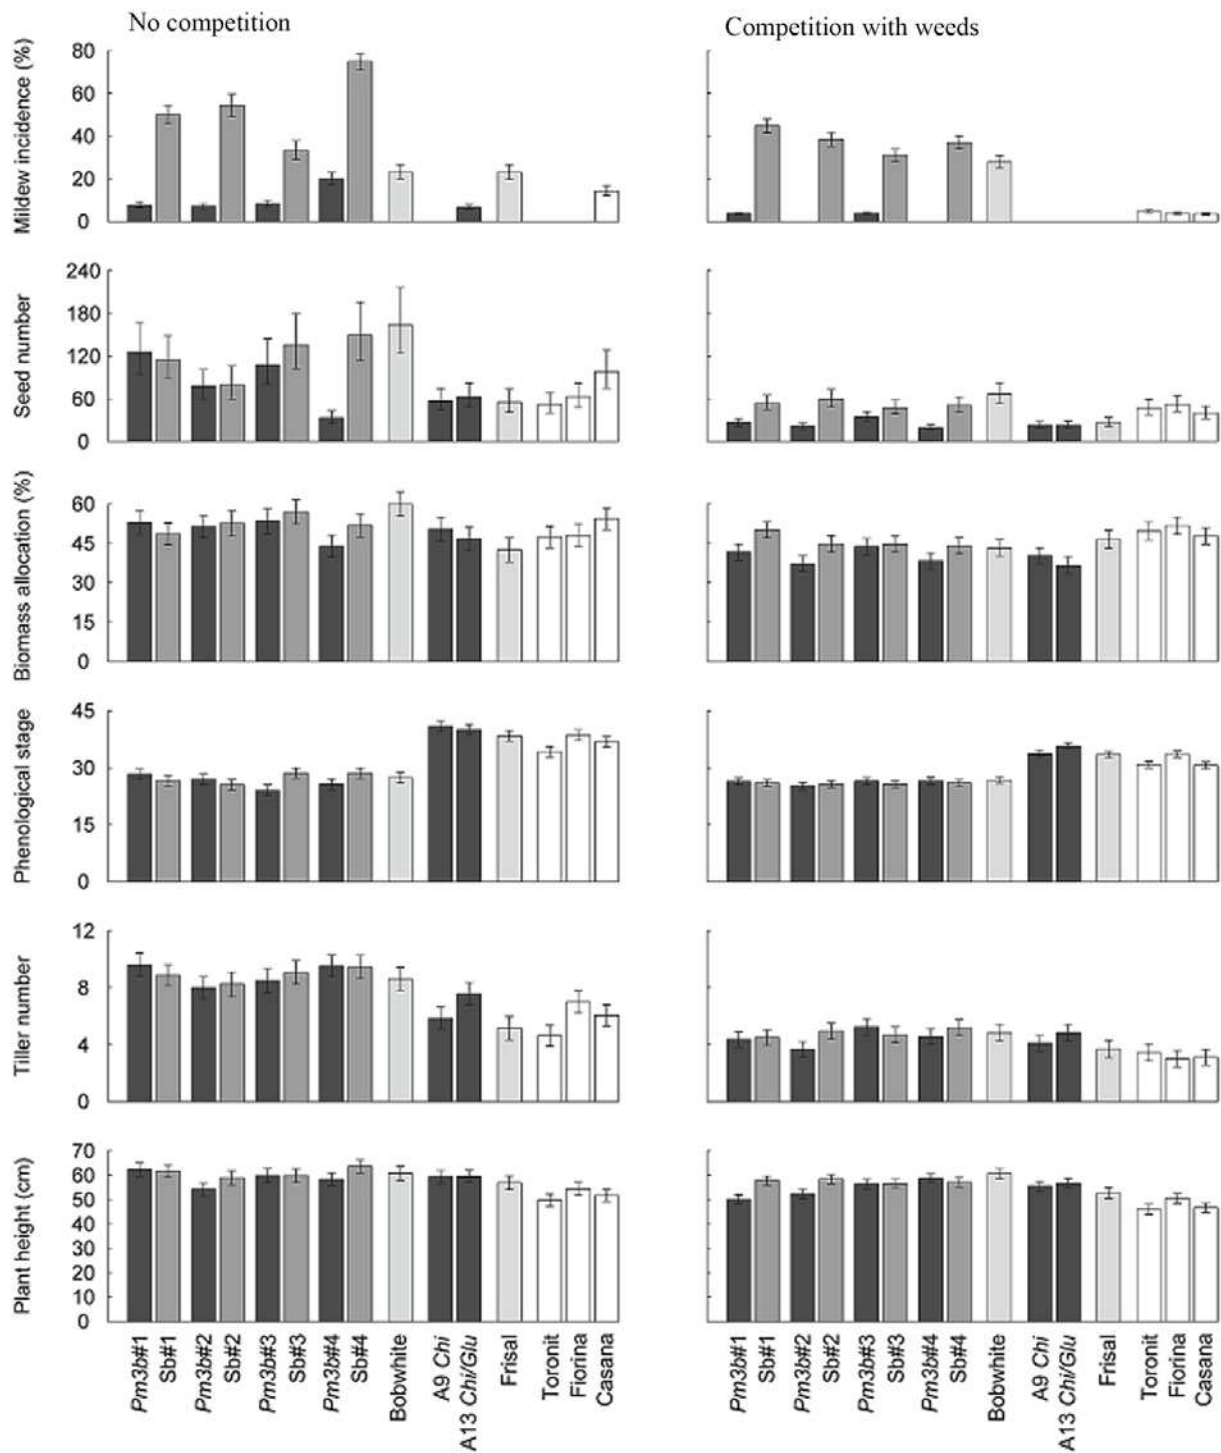 No competition
Competition with weeds
Mildew incidence (%)
80
60
40
20
0
Seed number
240
180
120
60
0
Biomass allocation (%)
60
45
30
15
0
Phenological stage
45
30
15
0
Tiller number
12
8
4
0
Plant height (cm)
70
60
50
40
30
20
10
0
Pm3b#1
Sb#1
Pm3b#2
Sb#2
Pm3b#3
Sb#3
Pm3b#4
Sb#4
Bobwhite
A9 Chi
A13 Chi/Glu
Frisal
Toronit
Fiorina
Casana
Pm3b#1
Sb#1
Pm3b#2
Sb#2
Pm3b#3
Sb#3
Pm3b#4
Sb#4
Bobwhite
A9 Chi
A13 Chi/Glu
Frisal
Toronit
Fiorina
Casana